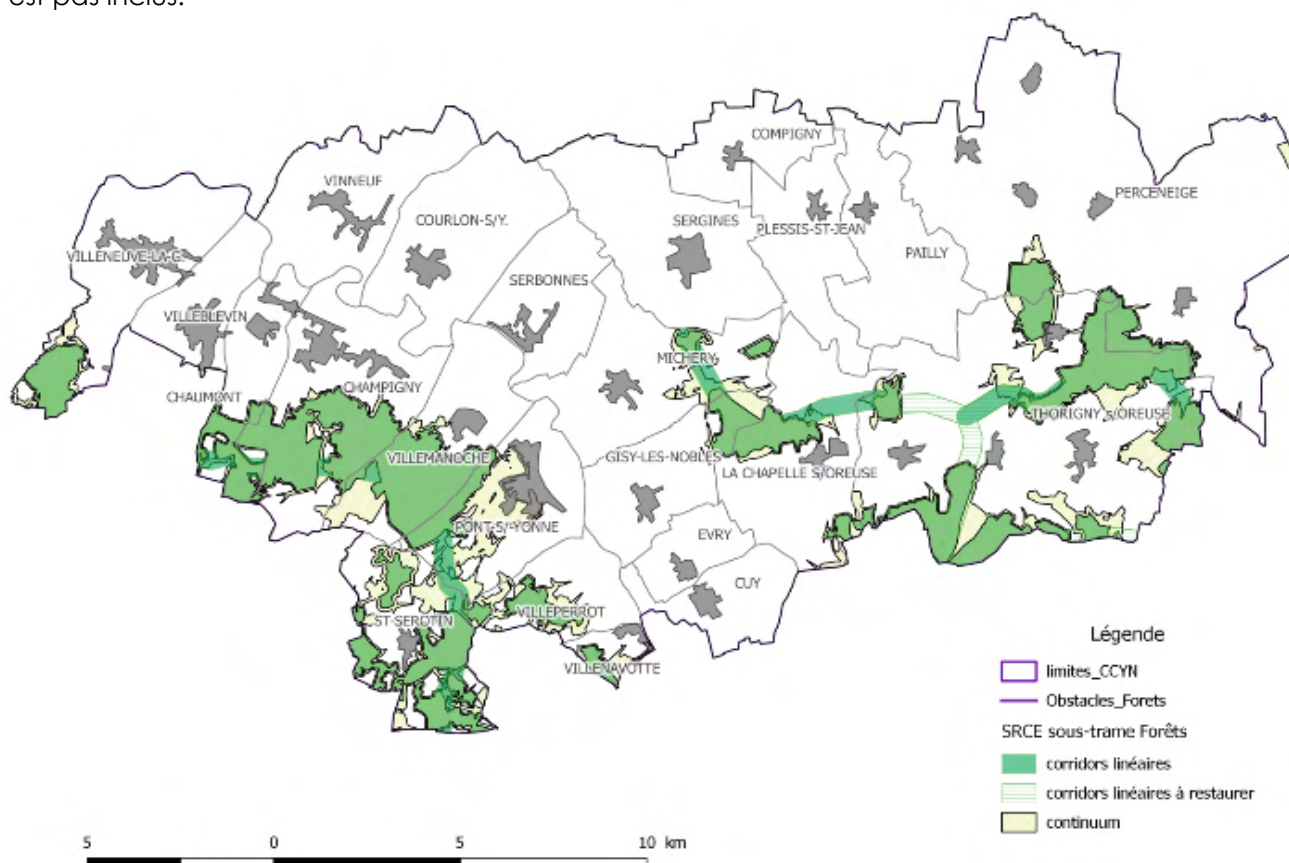 est pas inclus.
COMPIGNY
VINNEUF
PERCENEIGE
COURLON-S/Y.
SERGINES
PLESSIS-ST-JEAN
PAILLY
VILLENEUVE-LA-G.
SERBONNES
VILLEBLEVIN
MICHERY
CHAMPIGNY
CHAUMONT
THORIGNY S/OREUSE
VILLEMANOCHE
GISY-LES-NOBLES
LA CHAPELLE S/OREUSE
PONT-S/-YONNE
EVRY
CUY
VILLEPERROT
ST-SEROTIN
VILLENAVOTTE
Légende
limites_CCYN
Obstacles_Forets
SRCE sous-trame Forêts
corridors linéaires
corridors linéaires à restaurer
continuum
5 0 5 10 km